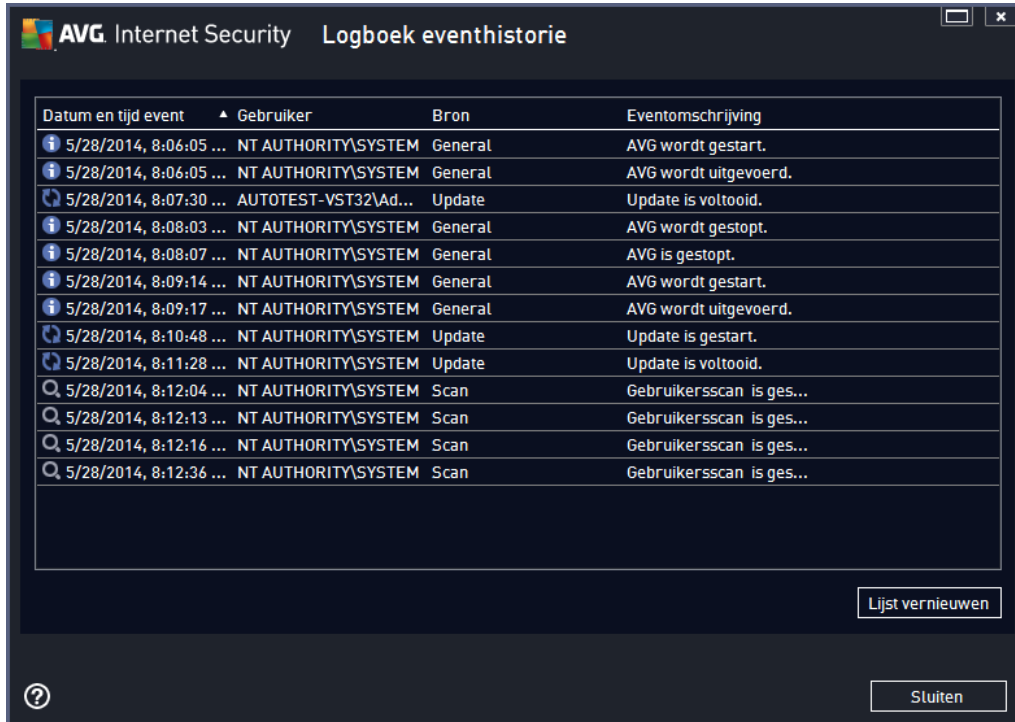 AVG. Internet Security Logboek eventhistorie
Datum en tijd event Gebruiker Bron Eventomschrijving
5/28/2014, 8:06:05 ... NT AUTHORITY\SYSTEM General AVG wordt gestart.
5/28/2014, 8:06:05 ... NT AUTHORITY\SYSTEM General AVG wordt uitgevoerd.
5/28/2014, 8:07:30 ... AUTOTEST-VST32\Ad... Update Update is voltooid.
5/28/2014, 8:08:03 ... NT AUTHORITY\SYSTEM General AVG wordt gestopt.
5/28/2014, 8:08:07 ... NT AUTHORITY\SYSTEM General AVG is gestopt.
5/28/2014, 8:09:14 ... NT AUTHORITY\SYSTEM General AVG wordt gestart.
5/28/2014, 8:09:17 ... NT AUTHORITY\SYSTEM General AVG wordt uitgevoerd.
5/28/2014, 8:10:48 ... NT AUTHORITY\SYSTEM Update Update is gestart.
5/28/2014, 8:11:28 ... NT AUTHORITY\SYSTEM Update Update is voltooid.
5/28/2014, 8:12:04 ... NT AUTHORITY\SYSTEM Scan Gebruikersscan is ges...
5/28/2014, 8:12:13 ... NT AUTHORITY\SYSTEM Scan Gebruikersscan is ges...
5/28/2014, 8:12:16 ... NT AUTHORITY\SYSTEM Scan Gebruikersscan is ges...
5/28/2014, 8:12:36 ... NT AUTHORITY\SYSTEM Scan Gebruikersscan is ges...
Lijst vernieuwen
Sluiten